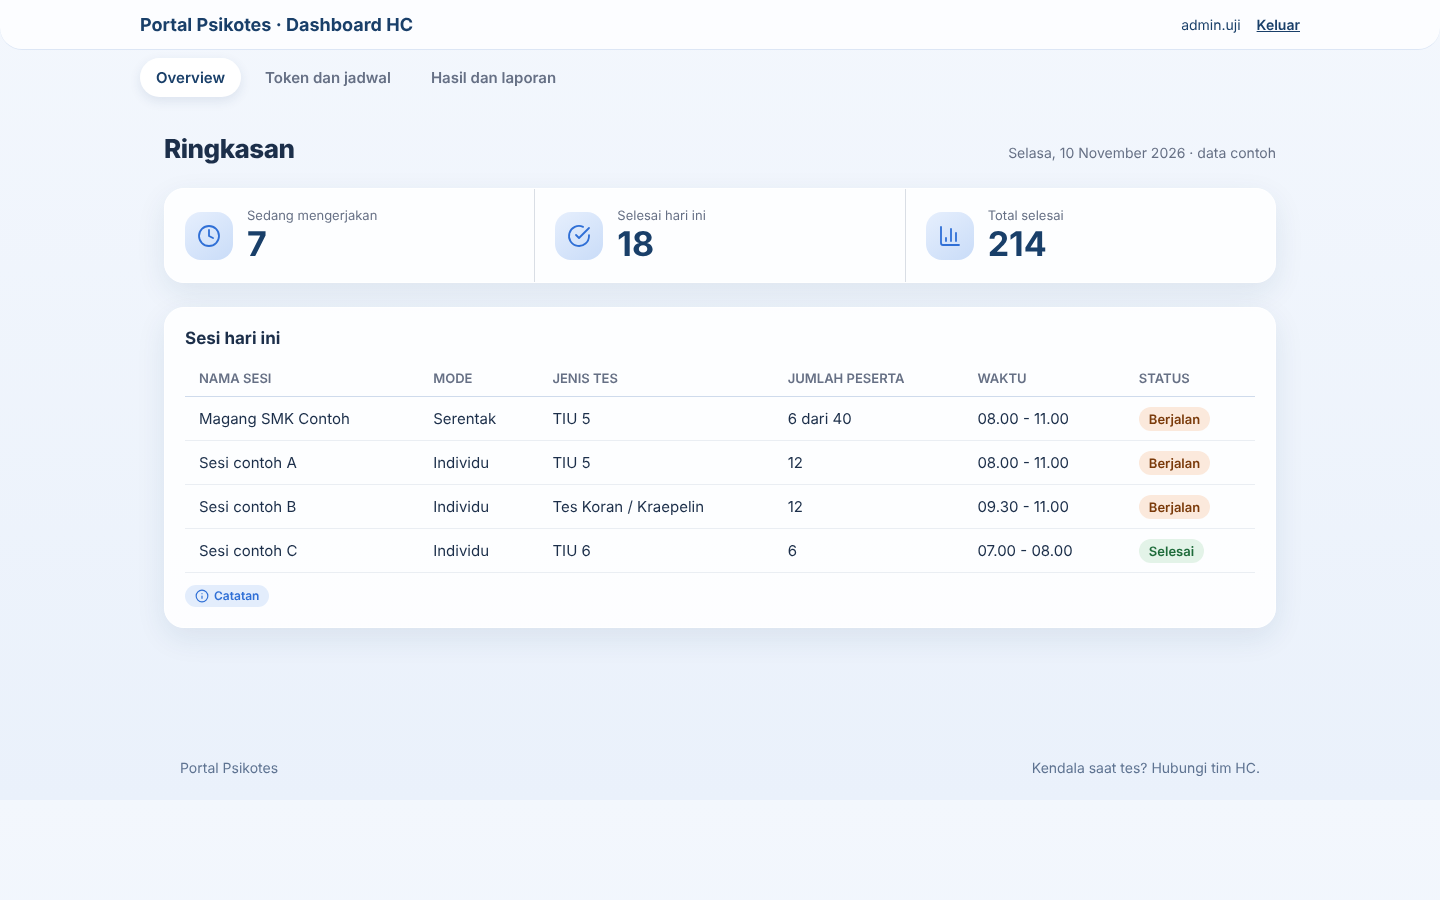 Portal Psikotes · Dashboard HC
admin.uji Keluar
Overview Token dan jadwal Hasil dan laporan
Ringkasan
Selasa, 10 November 2026 · data contoh
Sedang mengerjakan
7
Selesai hari ini
18
Total selesai
214
Sesi hari ini
NAMA SESI MODE JENIS TES JUMLAH PESERTA WAKTU STATUS
Magang SMK Contoh Serentak TIU 5 6 dari 40 08.00 - 11.00 Berjalan
Sesi contoh A Individu TIU 5 12 08.00 - 11.00 Berjalan
Sesi contoh B Individu Tes Koran / Kraepelin 12 09.30 - 11.00 Berjalan
Sesi contoh C Individu TIU 6 6 07.00 - 08.00 Selesai
Catatan
Portal Psikotes
Kendala saat tes? Hubungi tim HC.